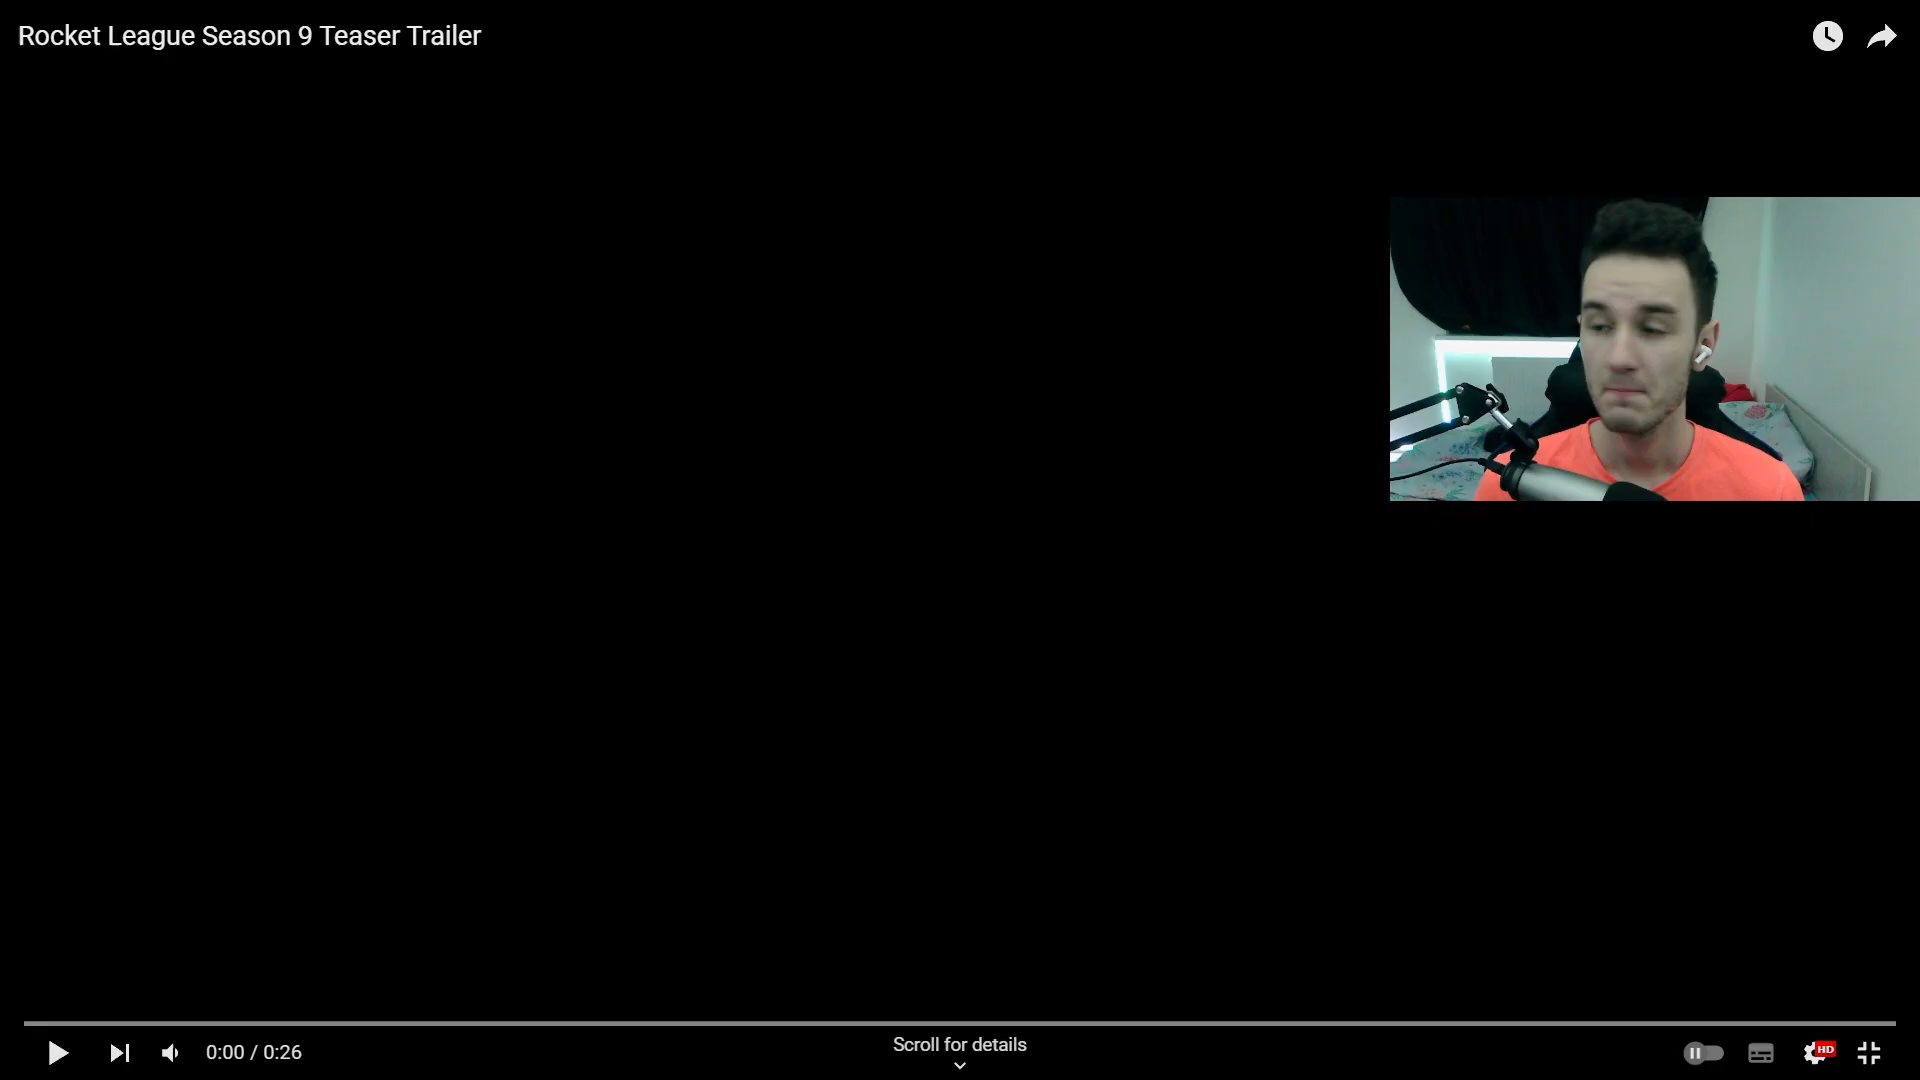 Rocket League Season 9 Teaser Trailer
0:00 / 0:26
Scroll for details
HD